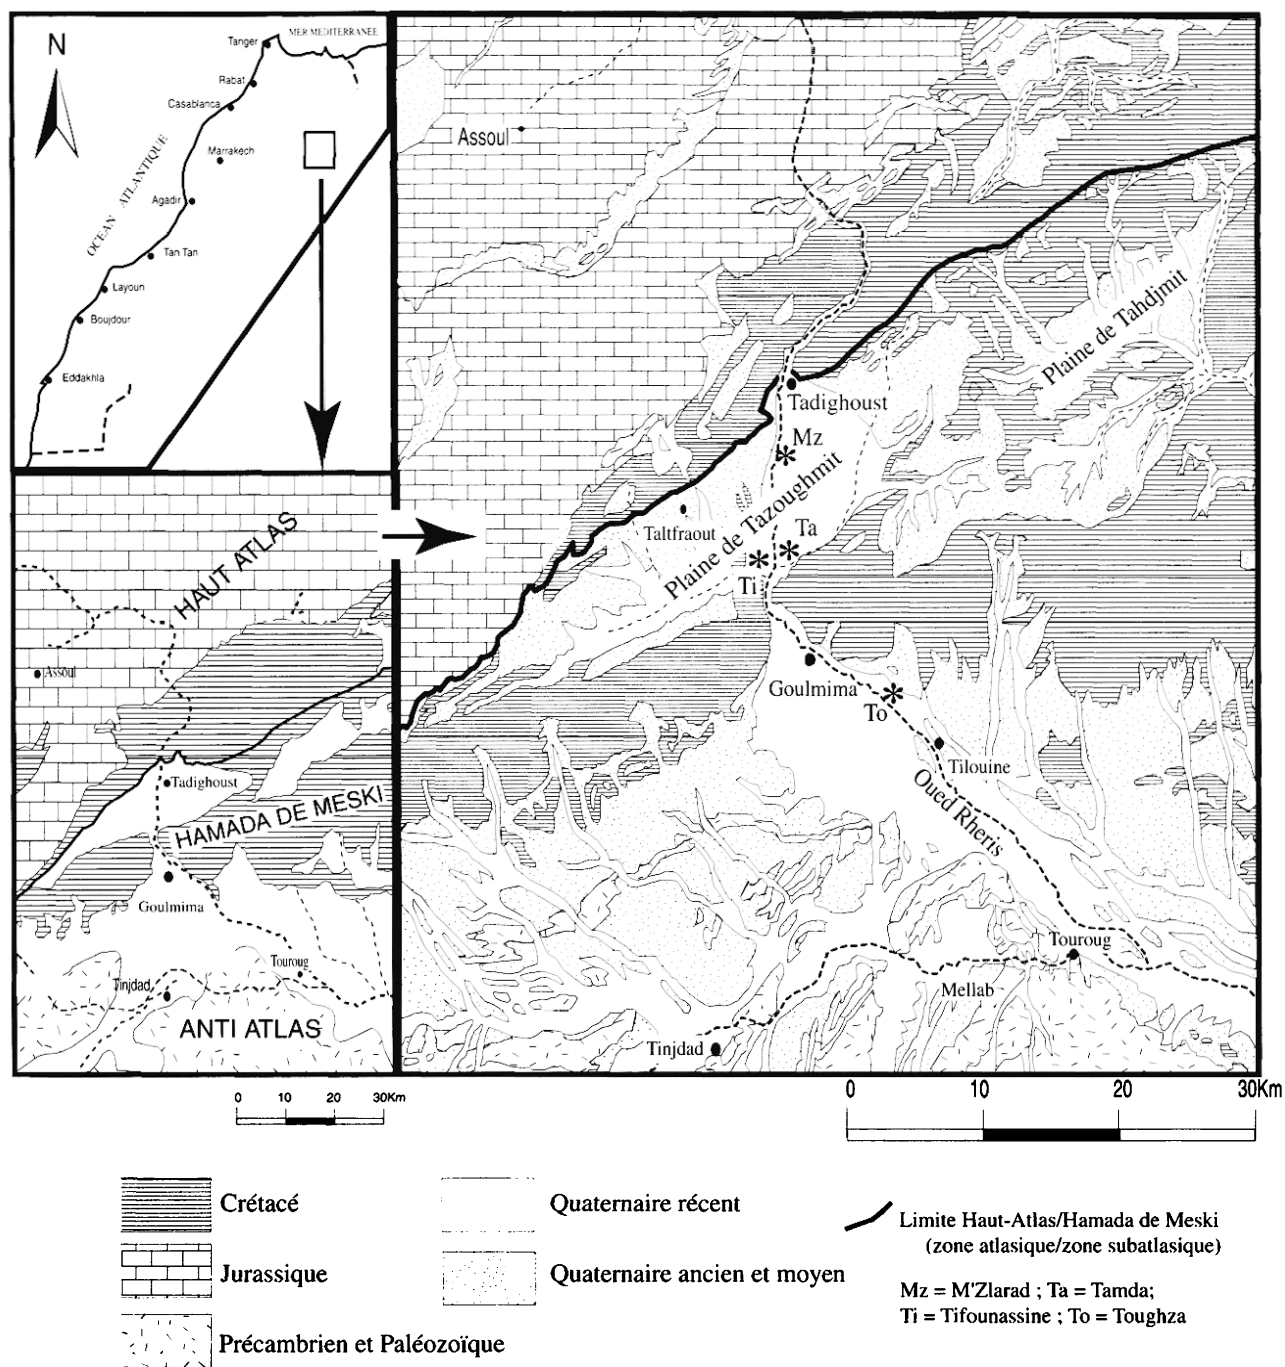 N
MER MEDITERRANEE
Tanger
Rabat
Casablanca
Marrakech
OCEAN ATLANTIQUE
Agadir
Tan Tan
Layoun
Boujdour
Eddakhla
HAUT ATLAS
Assoul
Tadighoust
HAMADA DE MESKI
Goulmima
Touroug
Tinjdad
ANTI ATLAS
0 10 20 30Km
Assoul
Plaine de Tahdjmit
Tadighoust
Mz
Taltfraout
Plaine de Tazoughmit
Ta
Ti
Goulmima
To
Tilouine
Oued Rheris
Touroug
Mellab
Tinjdad
0 10 20 30Km
Crétacé
Jurassique
Précambrien et Paléozoïque
Quaternaire récent
Quaternaire ancien et moyen
Limite Haut-Atlas/Hamada de Meski
(zone atlasique/zone subatlasique)
Mz = M'Zlarad ; Ta = Tamda;
Ti = Tifounassine ; To = Toughza